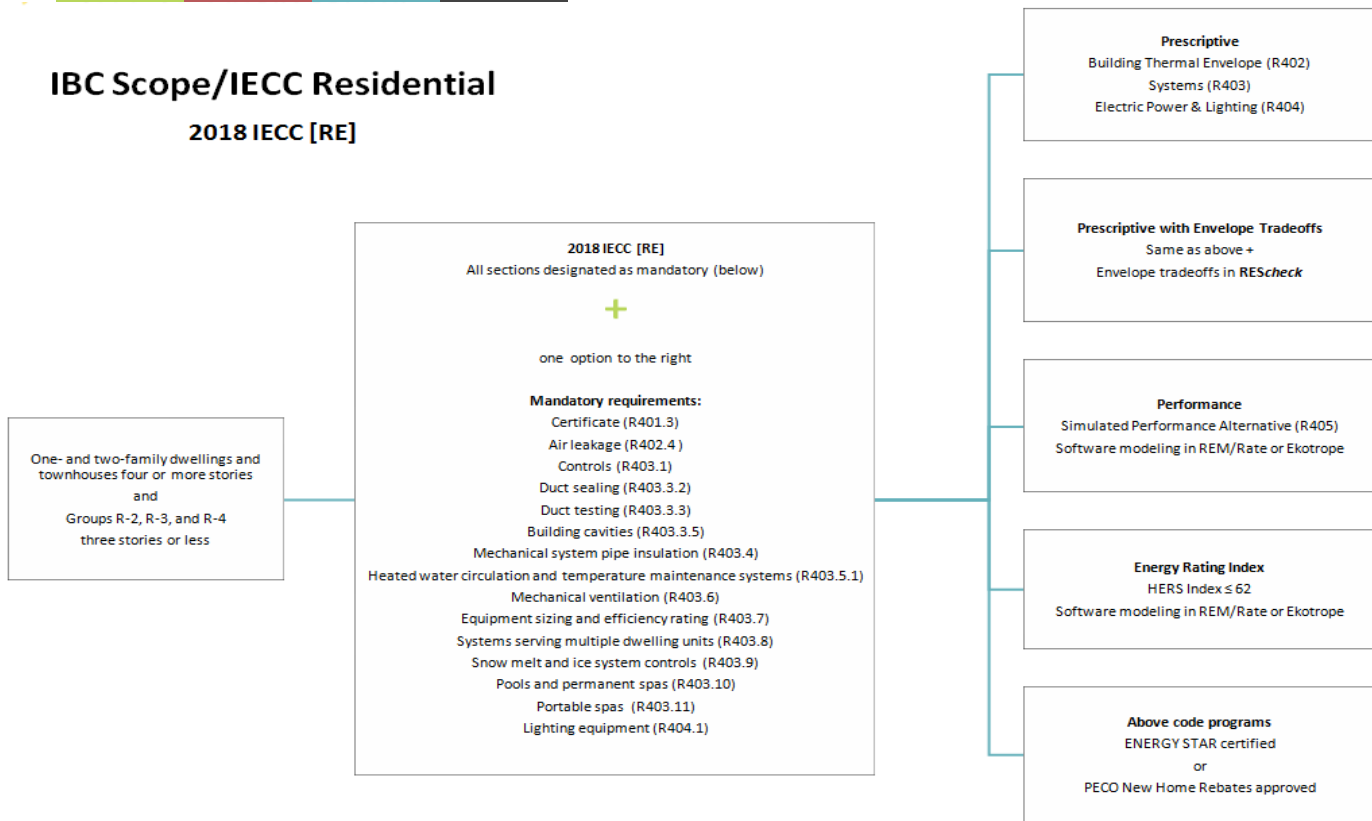 IBC Scope/IECC Residential
2018 IECC [RE]
One- and two-family dwellings and
townhouses four or more stories
and
Groups R-2, R-3, and R-4
three stories or less
2018 IECC [RE]
All sections designated as mandatory (below)
+
one option to the right
Mandatory requirements:
Certificate (R401.3)
Air leakage (R402.4 )
Controls (R403.1)
Duct sealing (R403.3.2)
Duct testing (R403.3.3)
Building cavities (R403.3.5)
Mechanical system pipe insulation (R403.4)
Heated water circulation and temperature maintenance systems (R403.5.1)
Mechanical ventilation (R403.6)
Equipment sizing and efficiency rating (R403.7)
Systems serving multiple dwelling units (R403.8)
Snow melt and ice system controls (R403.9)
Pools and permanent spas (R403.10)
Portable spas (R403.11)
Lighting equipment (R404.1)
Prescriptive
Building Thermal Envelope (R402)
Systems (R403)
Electric Power & Lighting (R404)
Prescriptive with Envelope Tradeoffs
Same as above +
Envelope tradeoffs in REScheck
Performance
Simulated Performance Alternative (R405)
Software modeling in REM/Rate or Ekotrope
Energy Rating Index
HERS Index ≤ 62
Software modeling in REM/Rate or Ekotrope
Above code programs
ENERGY STAR certified
or
PECO New Home Rebates approved